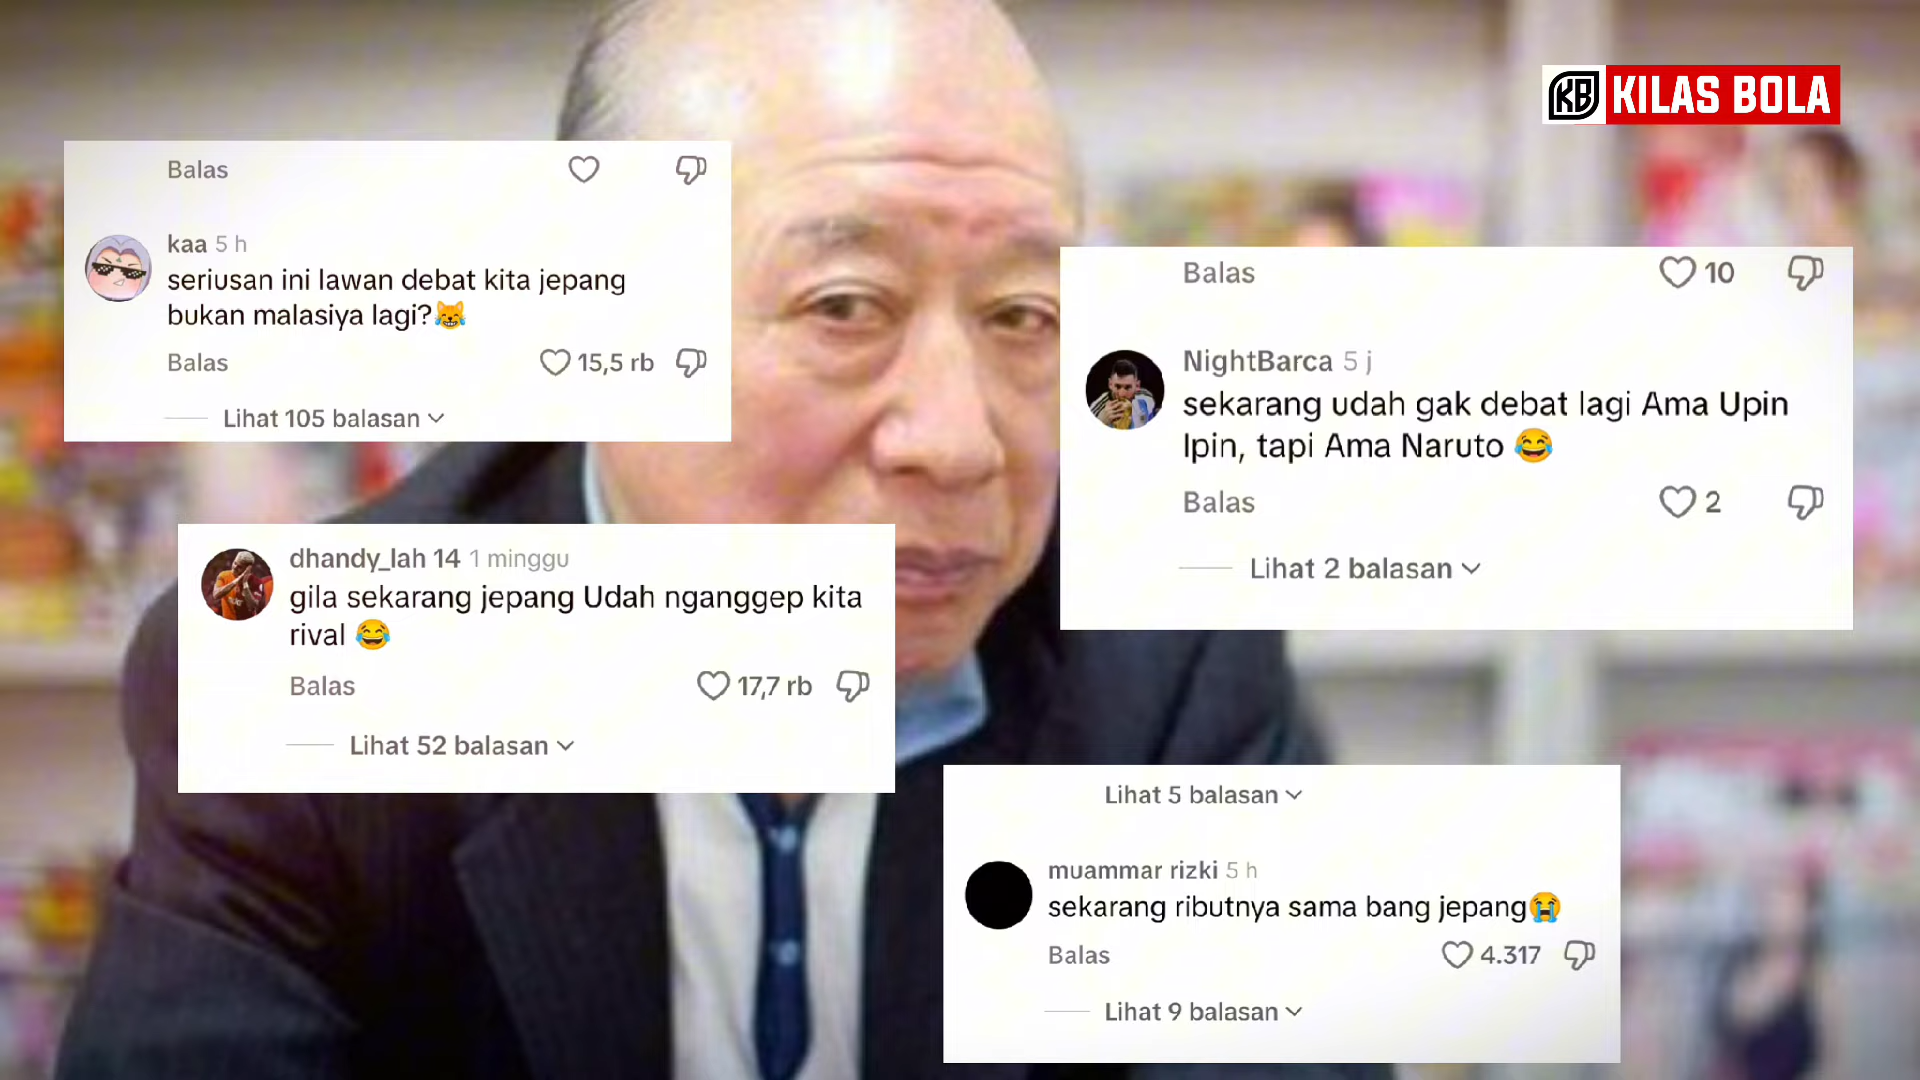 KB KILAS BOLA
Balas
kaa 5 h
seriusan ini lawan debat kita jepang
bukan malasiya lagi?😹
Balas 15,5 rb
Lihat 105 balasan
Balas 10
NightBarca 5 j
sekarang udah gak debat lagi Ama Upin
Ipin, tapi Ama Naruto 😂
Balas 2
Lihat 2 balasan
dhandy_lah 14 1 minggu
gila sekarang jepang Udah nganggep kita
rival 😂
Balas 17,7 rb
Lihat 52 balasan
Lihat 5 balasan
muammar rizki 5 h
sekarang ributnya sama bang jepang😭
Balas 4.317
Lihat 9 balasan